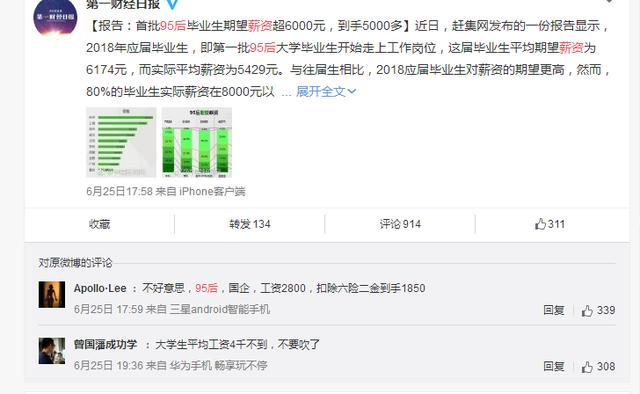 第一财经日报
第一财经日报
【报告：首批95后毕业生期望薪资超6000元，到手5000多】近日，赶集网发布的一份报告显示，
2018年应届毕业生，即第一批95后大学毕业生开始走上工作岗位，这届毕业生平均期望薪资为
6174元，而实际平均薪资为5429元。与往届生相比，2018应届毕业生对薪资的期望更高，然而，
80%的毕业生实际薪资在8000元以 ... 展开全文
6月25日17:58 来自 iPhone客户端
收藏 转发 134 评论 914 311
对原微博的评论
Apollo·Lee ：不好意思，95后，国企，工资2800，扣除六险二金到手1850
6月25日 17:59 来自 三星android智能手机 回复 339
曾国藩成功学 ：大学生平均工资4千不到，不要吹了
6月25日 19:36 来自 华为手机 畅享玩不停 回复 308